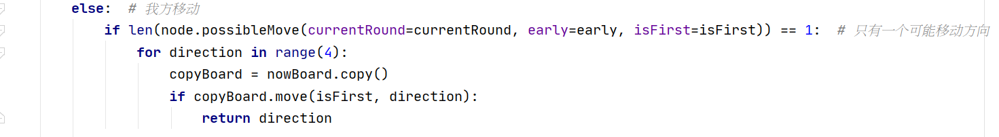 else:  # 我方移动
if len(node.possibleMove(currentRound=currentRound, early=early, isFirst=isFirst)) == 1:  # 只有一个可能移动方向
for direction in range(4):
copyBoard = nowBoard.copy()
if copyBoard.move(isFirst, direction):
return direction